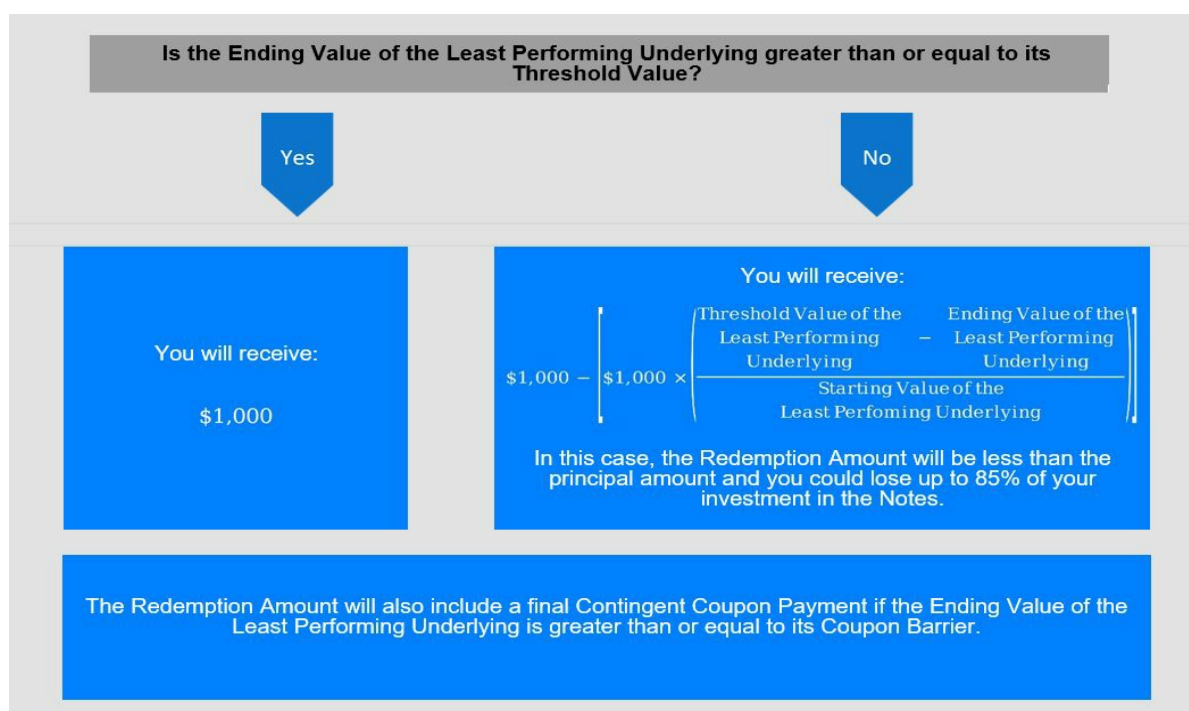 Is the Ending Value of the Least Performing Underlying greater than or equal to its
Threshold Value?
Yes
No
You will receive:
$1,000
You will receive:
$1,000 − [$1,000 × (Threshold Value of the Least Performing Underlying − Ending Value of the Least Performing Underlying / Starting Value of the Least Perfoming Underlying)]
In this case, the Redemption Amount will be less than the
principal amount and you could lose up to 85% of your
investment in the Notes.
The Redemption Amount will also include a final Contingent Coupon Payment if the Ending Value of the
Least Performing Underlying is greater than or equal to its Coupon Barrier.